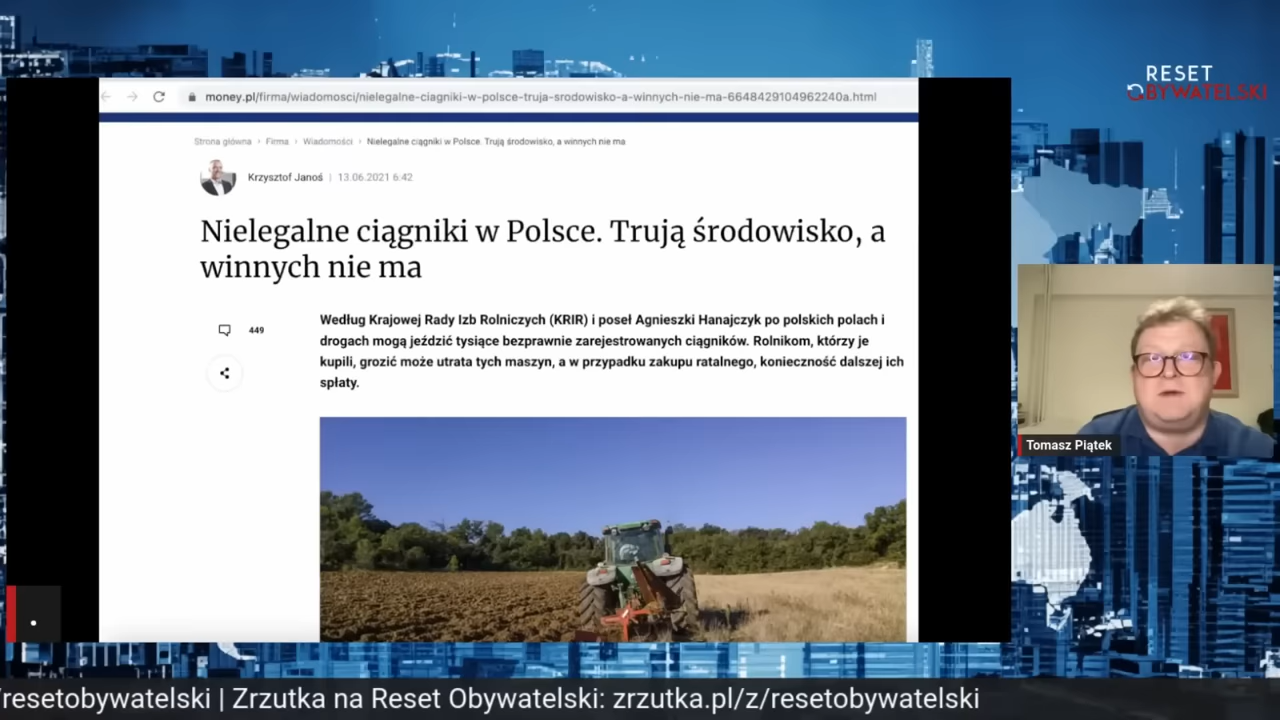 RESET
OBYWATELSKI
money.pl/firma/wiadomosci/nielegalne-ciagniki-w-polsce-truja-srodowisko-a-winnych-nie-ma-6648429104962240a.html
Strona główna › Firma › Wiadomości › Nielegalne ciągniki w Polsce. Trują środowisko, a winnych nie ma
Krzysztof Janoś | 13.06.2021 6:42
Nielegalne ciągniki w Polsce. Trują środowisko, a
winnych nie ma
449
Według Krajowej Rady Izb Rolniczych (KRIR) i poseł Agnieszki Hanajczyk po polskich polach i
drogach mogą jeździć tysiące bezprawnie zarejestrowanych ciągników. Rolnikom, którzy je
kupili, grozić może utrata tych maszyn, a w przypadku zakupu ratalnego, konieczność dalszej ich
spłaty.
Tomasz Piątek
.
/resetobywatelski | Zrzutka na Reset Obywatelski: zrzutka.pl/z/resetobywatelski